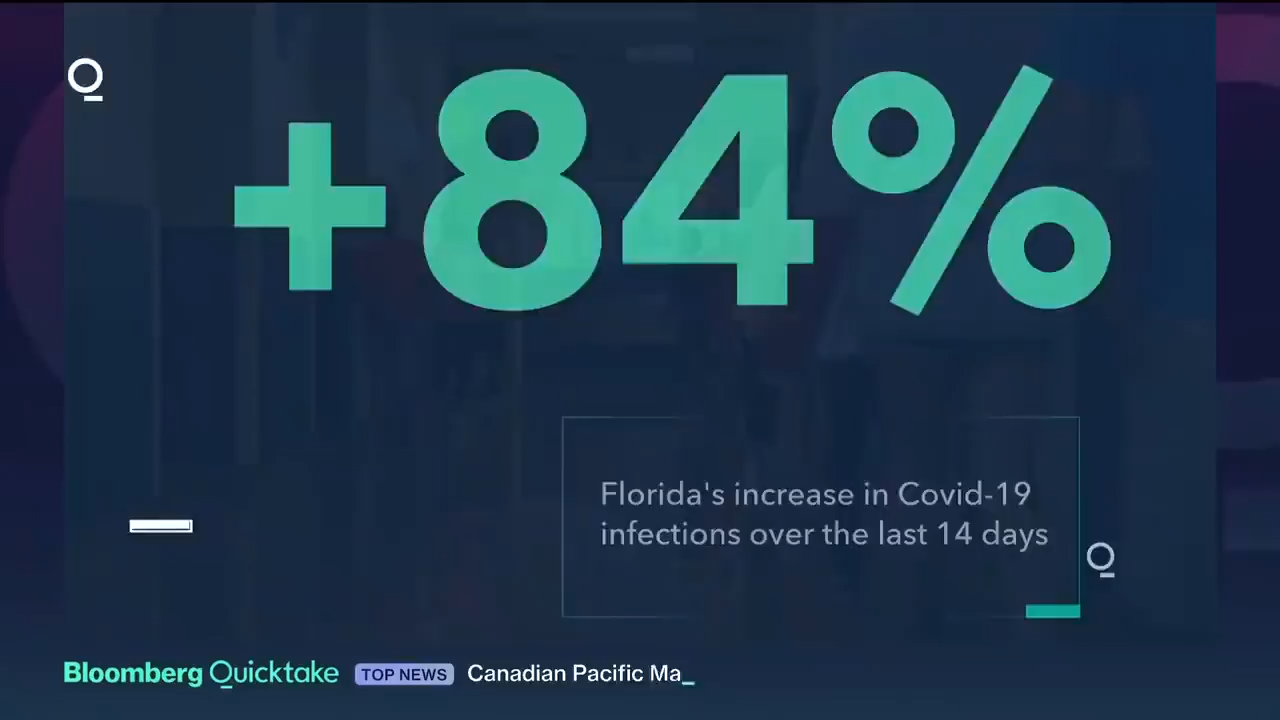 +84%
Florida's increase in Covid-19
infections over the last 14 days
Bloomberg Quicktake TOP NEWS Canadian Pacific Ma_